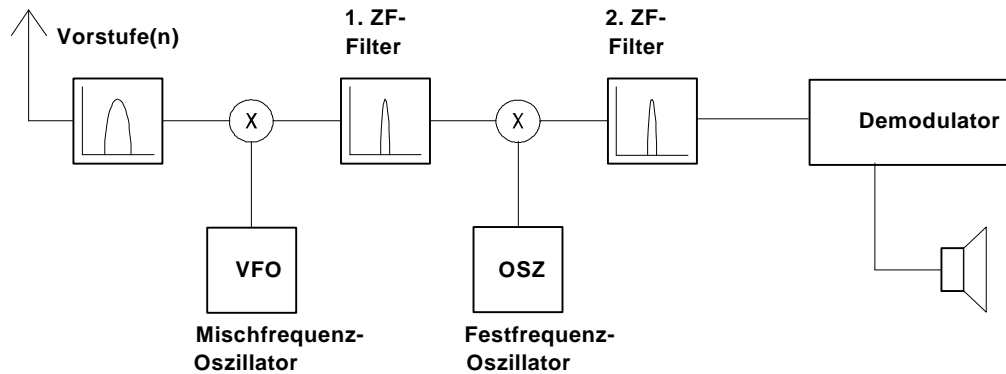 Vorstufe(n)
1. ZF-
Filter
2. ZF-
Filter
X
X
Demodulator
VFO
OSZ
Mischfrequenz-
Oszillator
Festfrequenz-
Oszillator